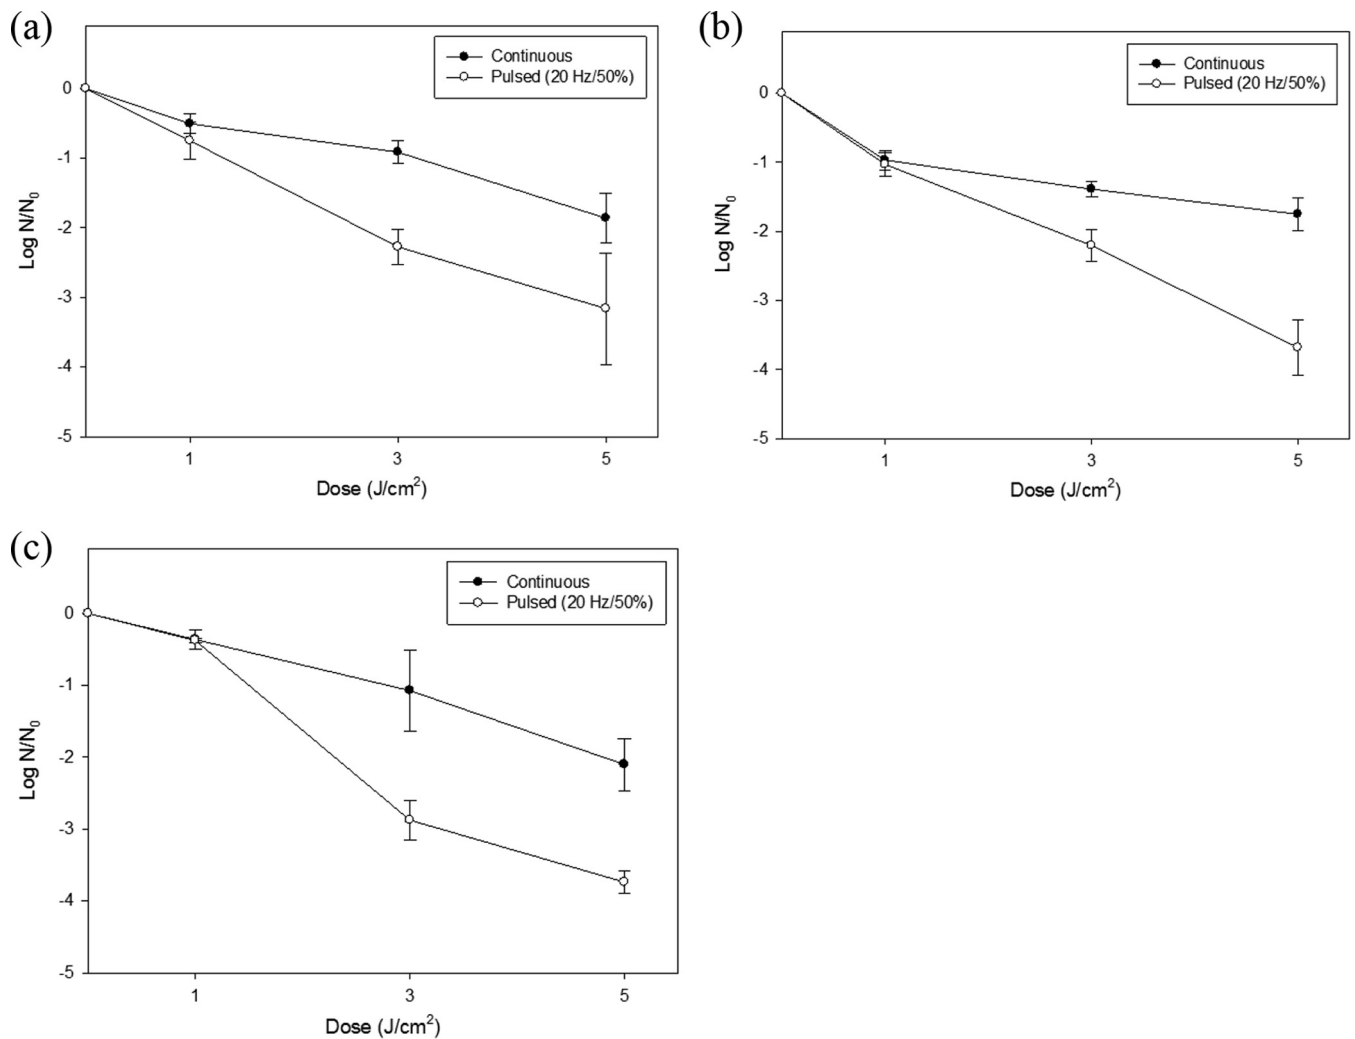 (a)
Continuous
Pulsed (20 Hz/50%)
0
-1
-2
-3
-4
-5
Log N/N0
1 3 5
Dose (J/cm2)
(b)
Continuous
Pulsed (20 Hz/50%)
0
-1
-2
-3
-4
-5
Log N/N0
1 3 5
Dose (J/cm2)
(c)
Continuous
Pulsed (20 Hz/50%)
0
-1
-2
-3
-4
-5
Log N/N0
1 3 5
Dose (J/cm2)